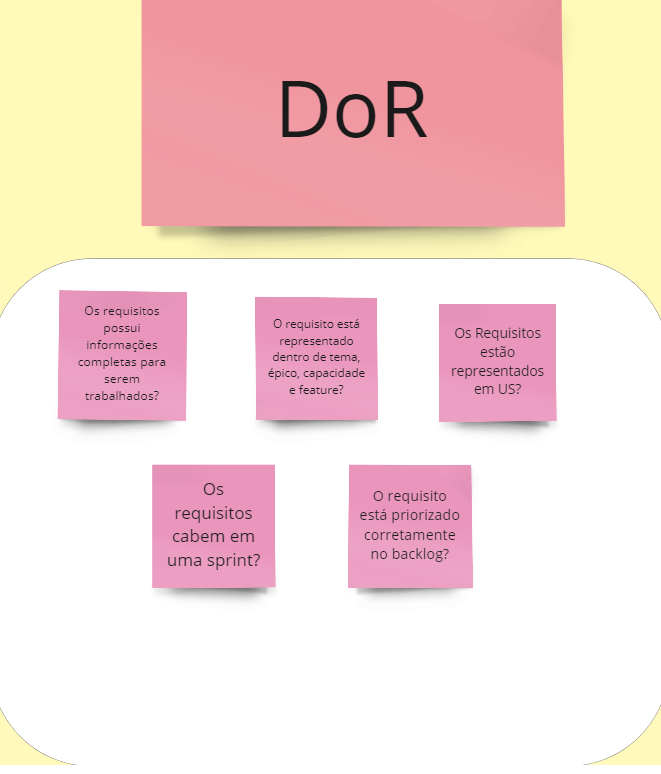 DoR
Os requisitos
possui
informações
completas para
serem
trabalhados?
O requisito está
representado
dentro de tema,
épico, capacidade
e feature?
Os Requisitos
estão
representados
em US?
Os
requisitos
cabem em
uma sprint?
O requisito
está priorizado
corretamente
no backlog?